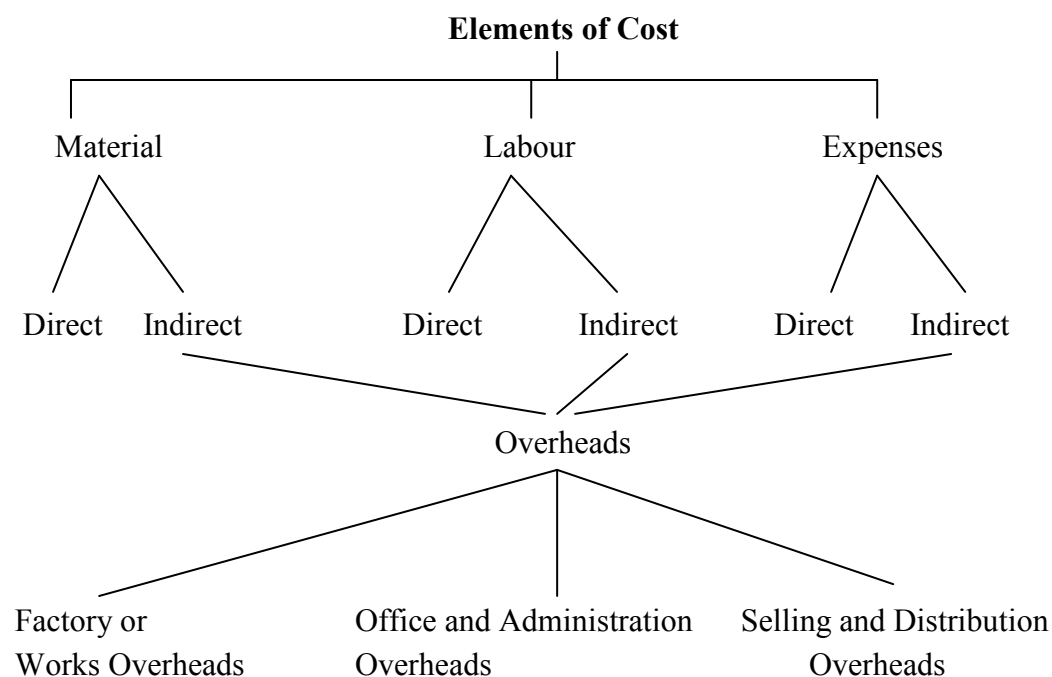 Elements of Cost
Material Labour Expenses
Direct Indirect Direct Indirect Direct Indirect
Overheads
Factory or Office and Administration Selling and Distribution
Works Overheads Overheads Overheads